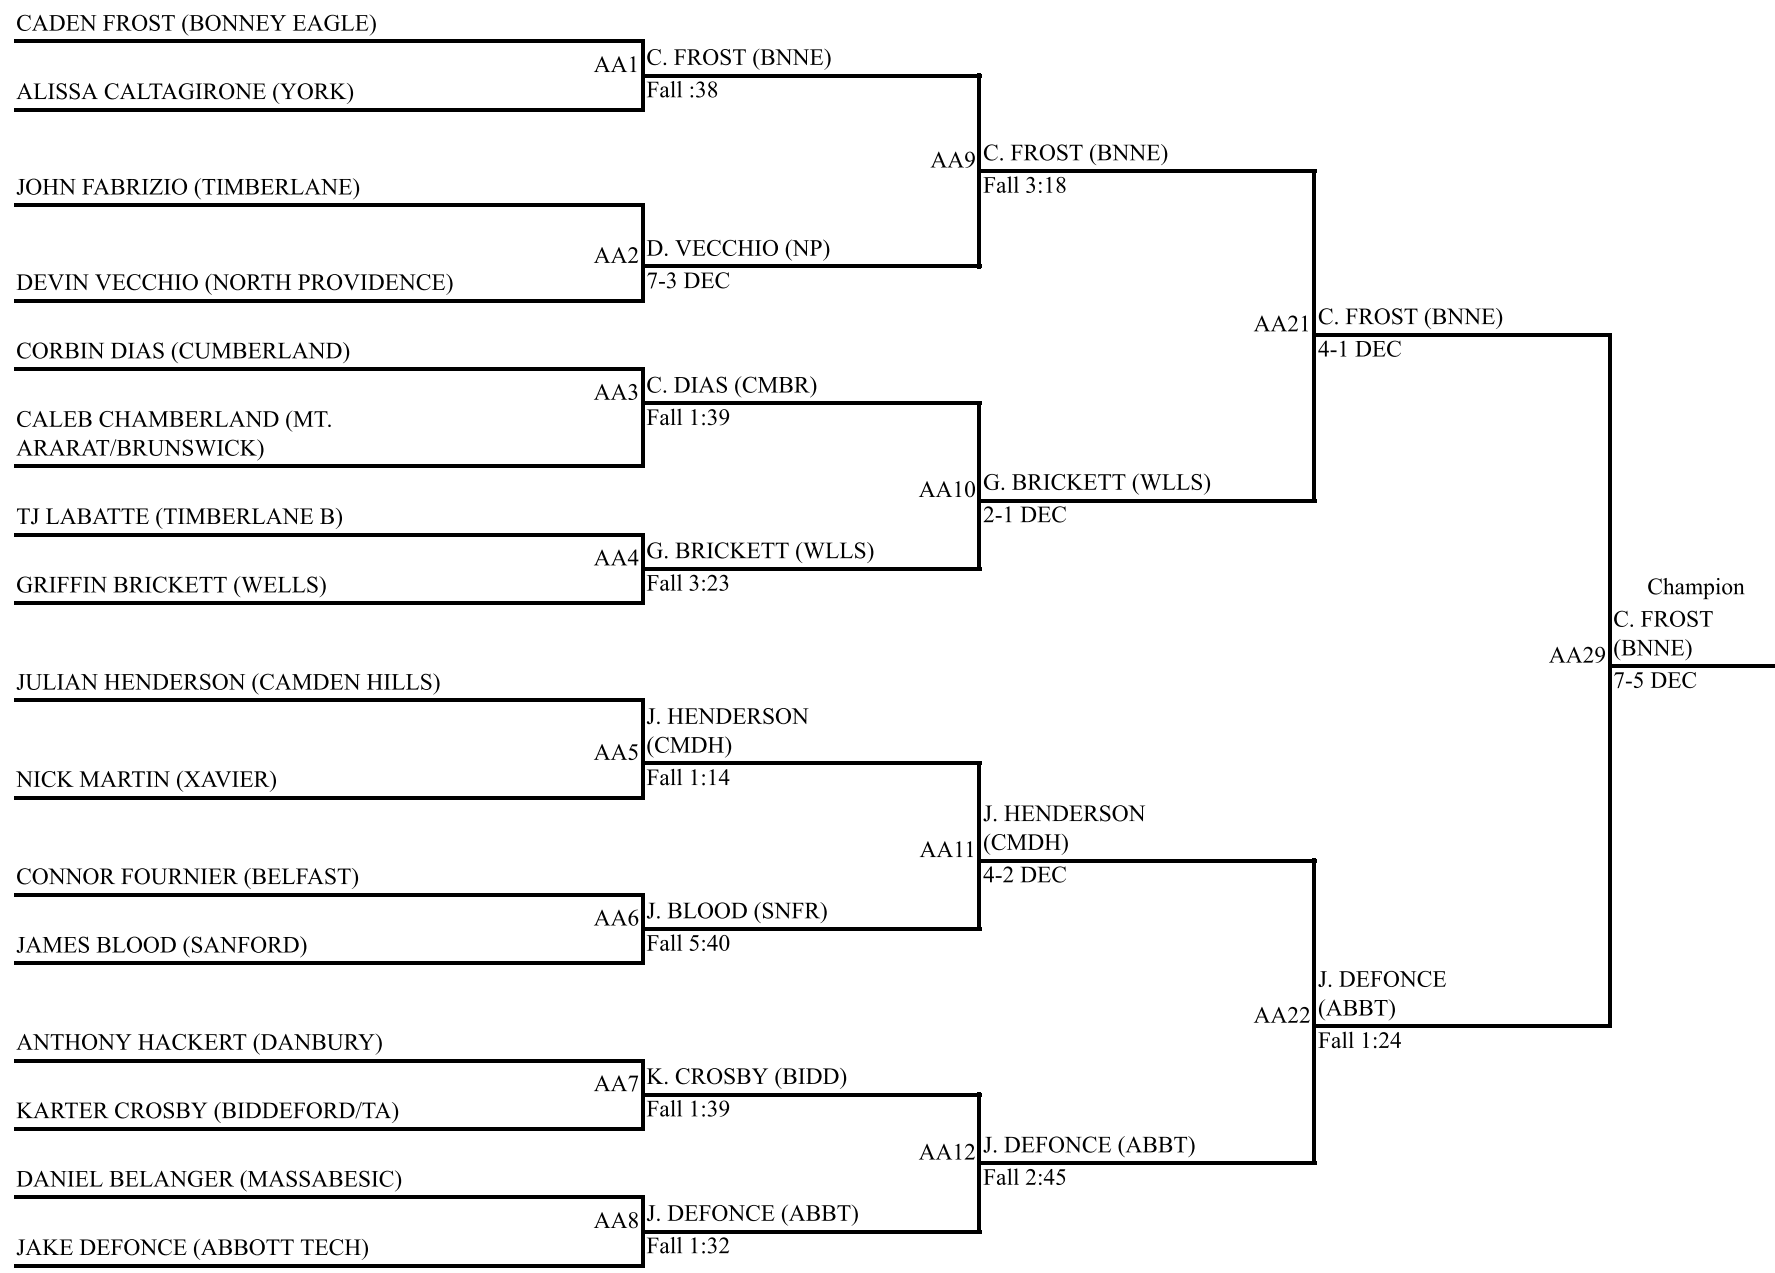 CADEN FROST (BONNEY EAGLE)
AA1
C. FROST (BNNE)
Fall :38
ALISSA CALTAGIRONE (YORK)
AA9
C. FROST (BNNE)
Fall 3:18
JOHN FABRIZIO (TIMBERLANE)
AA2
D. VECCHIO (NP)
7-3 DEC
DEVIN VECCHIO (NORTH PROVIDENCE)
AA21
C. FROST (BNNE)
4-1 DEC
CORBIN DIAS (CUMBERLAND)
AA3
C. DIAS (CMBR)
Fall 1:39
CALEB CHAMBERLAND (MT.
ARARAT/BRUNSWICK)
AA10
G. BRICKETT (WLLS)
2-1 DEC
TJ LABATTE (TIMBERLANE B)
AA4
G. BRICKETT (WLLS)
Fall 3:23
GRIFFIN BRICKETT (WELLS)
Champion
AA29
C. FROST
(BNNE)
7-5 DEC
JULIAN HENDERSON (CAMDEN HILLS)
AA5
J. HENDERSON
(CMDH)
Fall 1:14
NICK MARTIN (XAVIER)
AA11
J. HENDERSON
(CMDH)
4-2 DEC
CONNOR FOURNIER (BELFAST)
AA6
J. BLOOD (SNFR)
Fall 5:40
JAMES BLOOD (SANFORD)
AA22
J. DEFONCE
(ABBT)
Fall 1:24
ANTHONY HACKERT (DANBURY)
AA7
K. CROSBY (BIDD)
Fall 1:39
KARTER CROSBY (BIDDEFORD/TA)
AA12
J. DEFONCE (ABBT)
Fall 2:45
DANIEL BELANGER (MASSABESIC)
AA8
J. DEFONCE (ABBT)
Fall 1:32
JAKE DEFONCE (ABBOTT TECH)